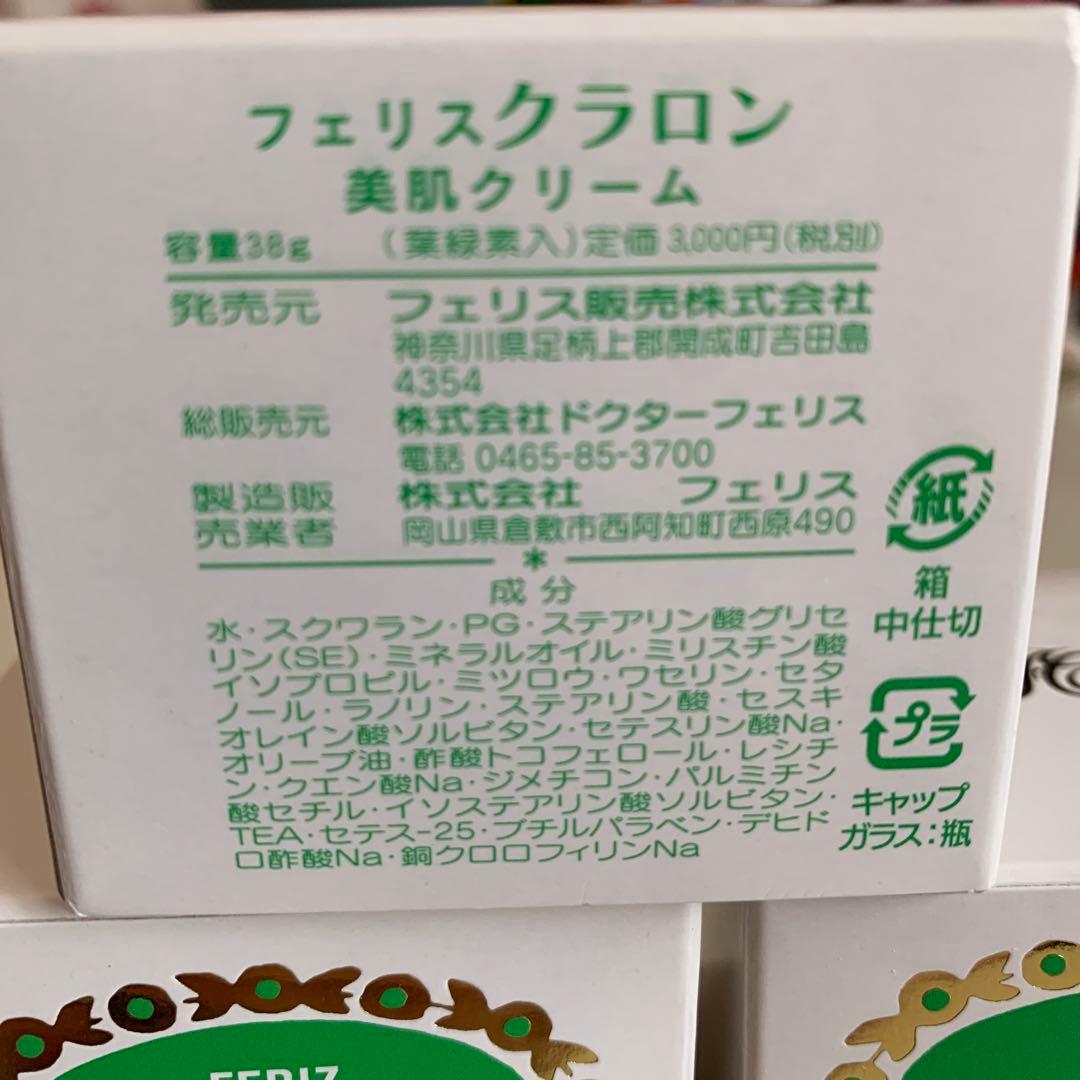 フェリスクラロン
美肌クリーム
容量38g （葉緑素入）定価3,000円（税別）
発売元 フェリス販売株式会社
神奈川県足柄上郡開成町吉田島
4354
総販売元 株式会社ドクターフェリス
電話 0465-85-3700
製造販 株式会社 フェリス
売業者 岡山県倉敷市西阿知町西原490
*
成分
水・スクワラン・PG・ステアリン酸グリセ
リン(SE)・ミネラルオイル・ミリスチン酸
イソプロピル・ミツロウ・ワセリン・セタ
ノール・ラノリン・ステアリン酸・セスキ
オレイン酸ソルビタン・セテスリン酸Na・
オリーブ油・酢酸トコフェロール・レシチ
ン・クエン酸Na・ジメチコン・パルミチン
酸セチル・イソステアリン酸ソルビタン・
TEA・セテス-25・ブチルパラベン・デヒド
ロ酢酸Na・銅クロロフィリンNa
紙
箱
中仕切
プラ
キャップ
ガラス：瓶